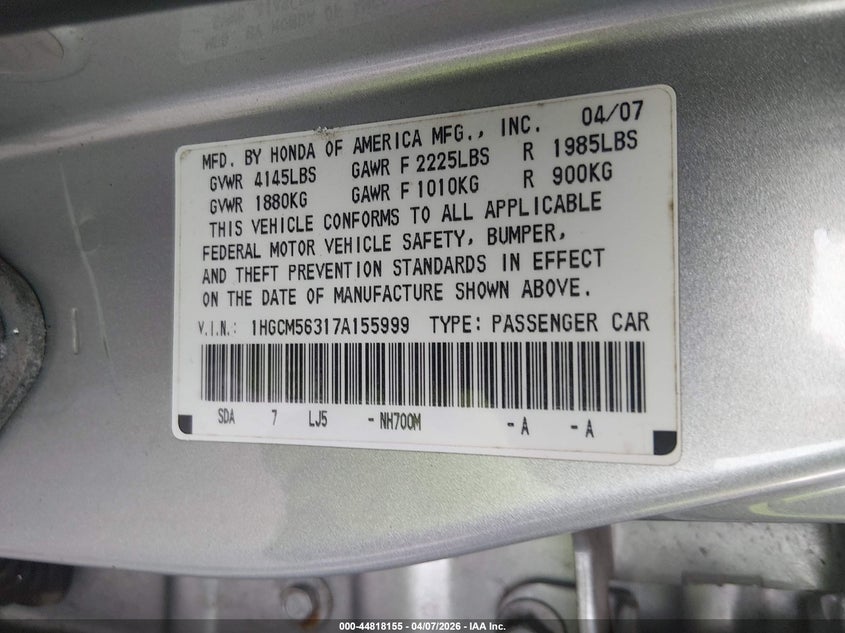 MFD. BY HONDA OF AMERICA MFG., INC. 04/07
GVWR 4145LBS GAWR F 2225LBS R 1985LBS
GVWR 1880KG GAWR F 1010KG R 900KG
THIS VEHICLE CONFORMS TO ALL APPLICABLE
FEDERAL MOTOR VEHICLE SAFETY, BUMPER,
AND THEFT PREVENTION STANDARDS IN EFFECT
ON THE DATE OF MANUFACTURE SHOWN ABOVE.
V.I.N.: 1HGCM56317A155999 TYPE: PASSENGER CAR
SDA 7 LJ5 - NH700M - A - A
000-44818155 - 04/07/2026 - IAA Inc.